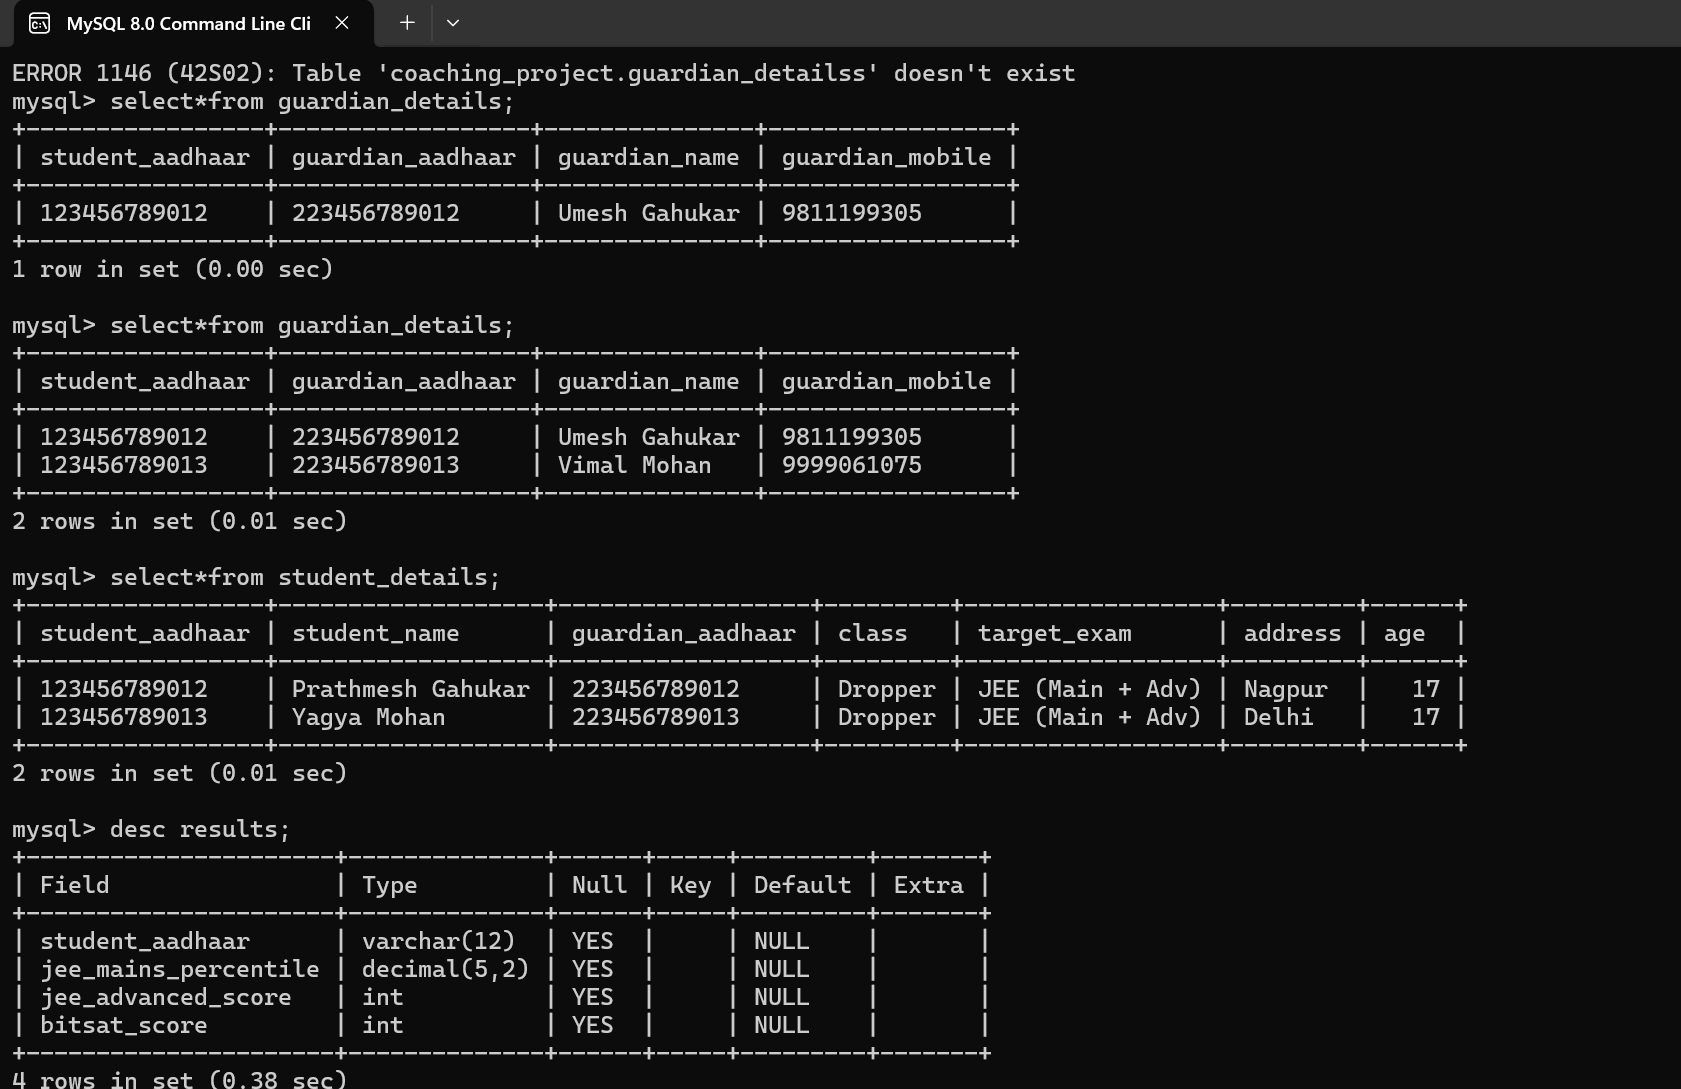 MySQL 8.0 Command Line Cli
ERROR 1146 (42S02): Table 'coaching_project.guardian_detailss' doesn't exist
mysql> select*from guardian_details;
+-----------------+------------------+---------------+-----------------+
| student_aadhaar | guardian_aadhaar | guardian_name | guardian_mobile |
+-----------------+------------------+---------------+-----------------+
| 123456789012    | 223456789012     | Umesh Gahukar | 9811199305      |
+-----------------+------------------+---------------+-----------------+
1 row in set (0.00 sec)

mysql> select*from guardian_details;
+-----------------+------------------+---------------+-----------------+
| student_aadhaar | guardian_aadhaar | guardian_name | guardian_mobile |
+-----------------+------------------+---------------+-----------------+
| 123456789012    | 223456789012     | Umesh Gahukar | 9811199305      |
| 123456789013    | 223456789013     | Vimal Mohan   | 9999061075      |
+-----------------+------------------+---------------+-----------------+
2 rows in set (0.01 sec)

mysql> select*from student_details;
+-----------------+-------------------+------------------+---------+------------------+---------+------+
| student_aadhaar | student_name      | guardian_aadhaar | class   | target_exam      | address | age  |
+-----------------+-------------------+------------------+---------+------------------+---------+------+
| 123456789012    | Prathmesh Gahukar | 223456789012     | Dropper | JEE (Main + Adv) | Nagpur  |   17 |
| 123456789013    | Yagya Mohan       | 223456789013     | Dropper | JEE (Main + Adv) | Delhi   |   17 |
+-----------------+-------------------+------------------+---------+------------------+---------+------+
2 rows in set (0.01 sec)

mysql> desc results;
+----------------------+--------------+------+-----+---------+-------+
| Field                | Type         | Null | Key | Default | Extra |
+----------------------+--------------+------+-----+---------+-------+
| student_aadhaar      | varchar(12)  | YES  |     | NULL    |       |
| jee_mains_percentile | decimal(5,2) | YES  |     | NULL    |       |
| jee_advanced_score   | int          | YES  |     | NULL    |       |
| bitsat_score         | int          | YES  |     | NULL    |       |
+----------------------+--------------+------+-----+---------+-------+
4 rows in set (0.38 sec)